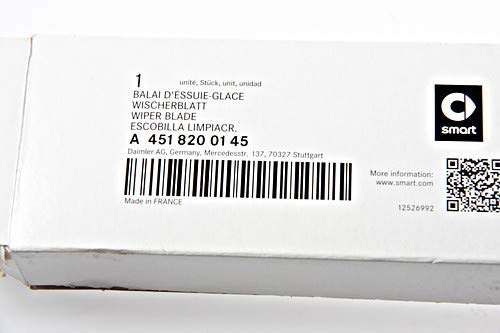 1 unité, Stück, unit, unidad
BALAI D'ESSUIE-GLACE
WISCHERBLATT
WIPER BLADE
ESCOBILLA LIMPIACR.
A 451 820 01 45
Daimler AG, Germany, Mercedesstr. 137, 70327 Stuttgart
Made in FRANCE
smart
More information:
www.smart.com
12526992